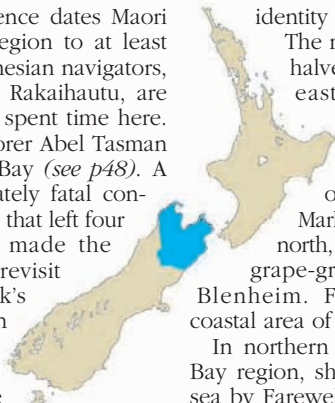 ence dates Maori
egion to at least
nesian navigators,
Rakaihautu, are
spent time here.
orer Abel Tasman
Bay (see p48). A
ately fatal con-
that left four
made the
revisit
k's
n
e
identity
The r
halve
east
o
Mar
north,
grape-gr
Blenheim. F
coastal area of
In northern
Bay region, sh
sea by Farewe